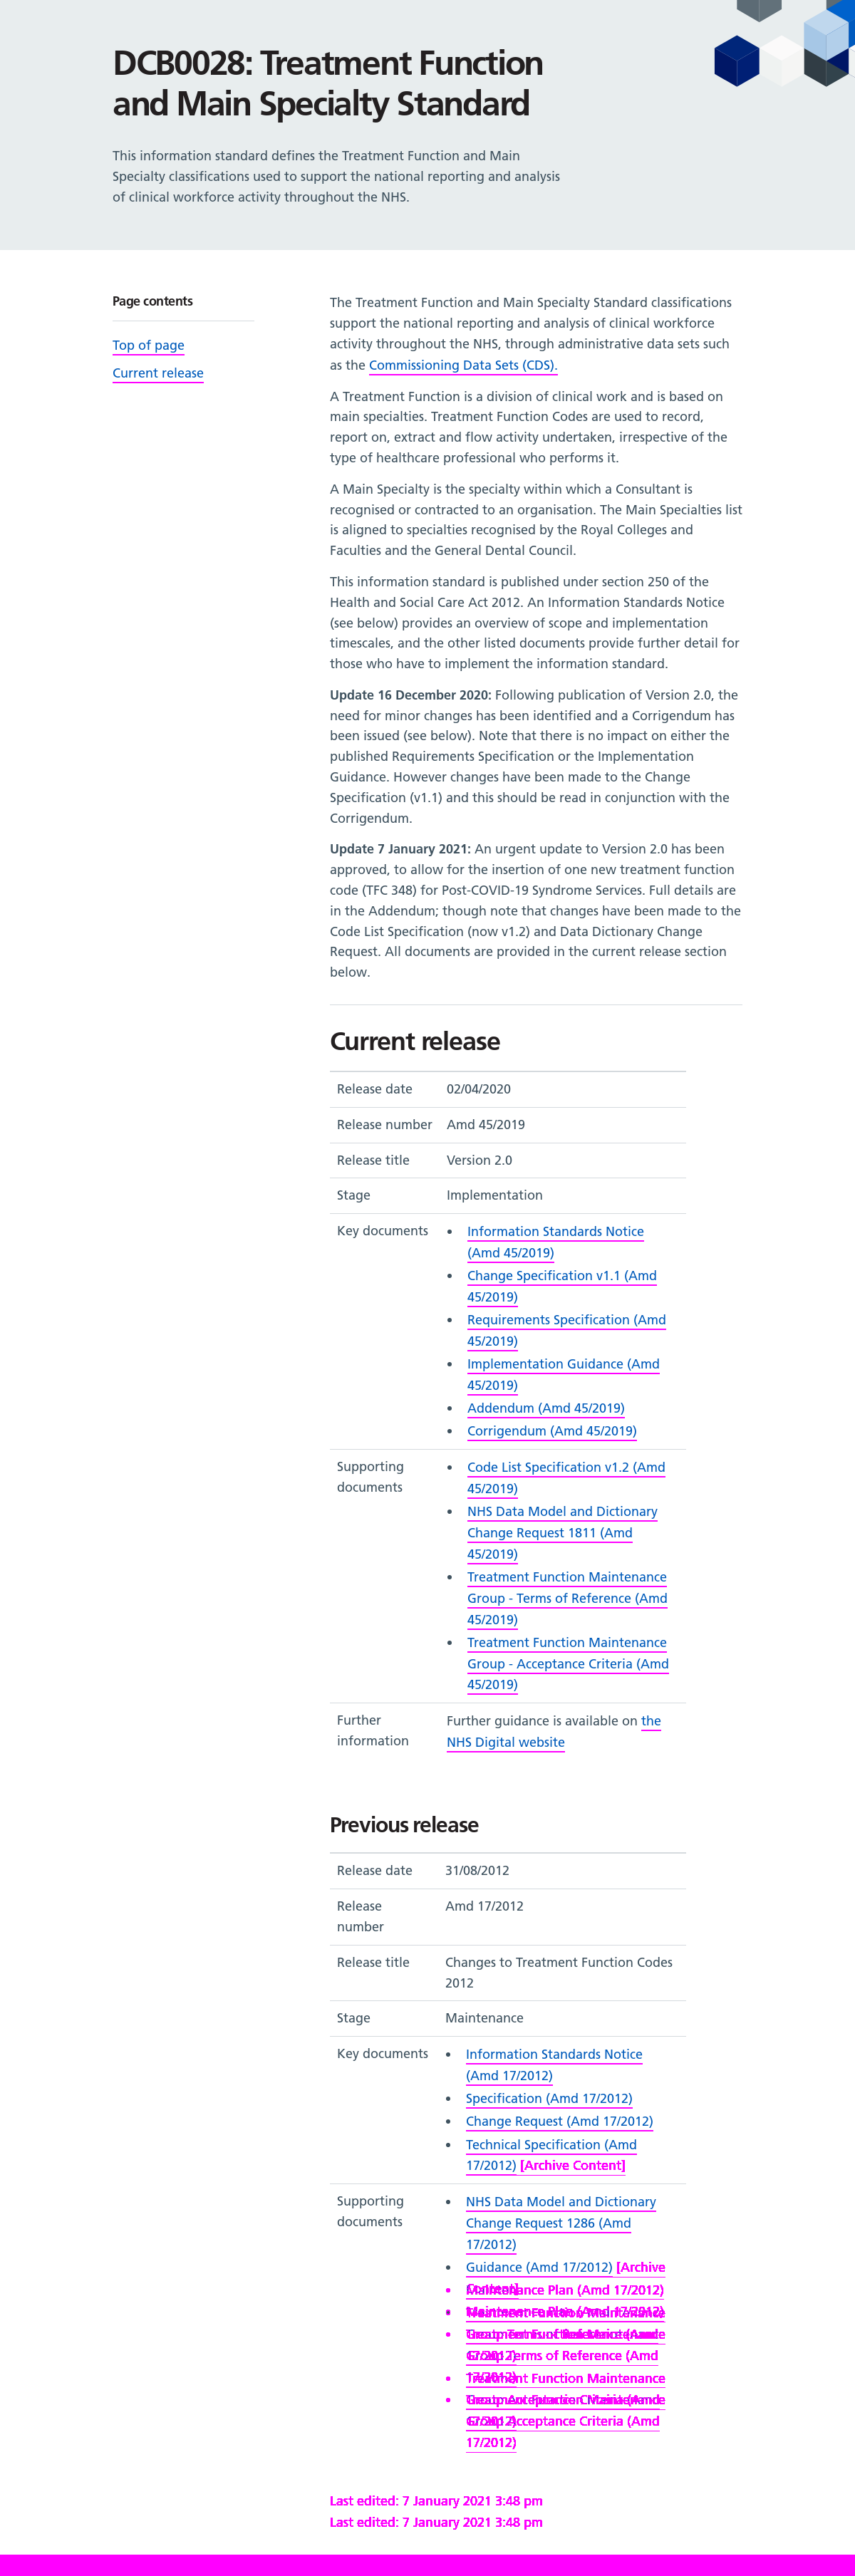 DCB0028: Treatment Function
and Main Specialty Standard
This information standard defines the Treatment Function and Main
Specialty classifications used to support the national reporting and analysis
of clinical workforce activity throughout the NHS.
Page contents
Top of page
Current release
The Treatment Function and Main Specialty Standard classifications
support the national reporting and analysis of clinical workforce
activity throughout the NHS, through administrative data sets such
as the Commissioning Data Sets (CDS).
A Treatment Function is a division of clinical work and is based on
main specialties. Treatment Function Codes are used to record,
report on, extract and flow activity undertaken, irrespective of the
type of healthcare professional who performs it.
A Main Specialty is the specialty within which a Consultant is
recognised or contracted to an organisation. The Main Specialties list
is aligned to specialties recognised by the Royal Colleges and
Faculties and the General Dental Council.
This information standard is published under section 250 of the
Health and Social Care Act 2012. An Information Standards Notice
(see below) provides an overview of scope and implementation
timescales, and the other listed documents provide further detail for
those who have to implement the information standard.
Update 16 December 2020: Following publication of Version 2.0, the
need for minor changes has been identified and a Corrigendum has
been issued (see below). Note that there is no impact on either the
published Requirements Specification or the Implementation
Guidance. However changes have been made to the Change
Specification (v1.1) and this should be read in conjunction with the
Corrigendum.
Update 7 January 2021: An urgent update to Version 2.0 has been
approved, to allow for the insertion of one new treatment function
code (TFC 348) for Post-COVID-19 Syndrome Services. Full details are
in the Addendum; though note that changes have been made to the
Code List Specification (now v1.2) and Data Dictionary Change
Request. All documents are provided in the current release section
below.
Current release
Release date 02/04/2020
Release number Amd 45/2019
Release title Version 2.0
Stage Implementation
Key documents • Information Standards Notice
(Amd 45/2019)
• Change Specification v1.1 (Amd
45/2019)
• Requirements Specification (Amd
45/2019)
• Implementation Guidance (Amd
45/2019)
• Addendum (Amd 45/2019)
• Corrigendum (Amd 45/2019)
Supporting • Code List Specification v1.2 (Amd
documents 45/2019)
• NHS Data Model and Dictionary
Change Request 1811 (Amd
45/2019)
• Treatment Function Maintenance
Group - Terms of Reference (Amd
45/2019)
• Treatment Function Maintenance
Group - Acceptance Criteria (Amd
45/2019)
Further Further guidance is available on the
information NHS Digital website
Previous release
Release date 31/08/2012
Release Amd 17/2012
number
Release title Changes to Treatment Function Codes
2012
Stage Maintenance
Key documents • Information Standards Notice
(Amd 17/2012)
• Specification (Amd 17/2012)
• Change Request (Amd 17/2012)
• Technical Specification (Amd
17/2012) [Archive Content]
Supporting • NHS Data Model and Dictionary
documents Change Request 1286 (Amd
17/2012)
• Guidance (Amd 17/2012) [Archive
Content]
• Maintenance Plan (Amd 17/2012)
• Treatment Function Maintenance
Group Terms of Reference (Amd
17/2012)
• Treatment Function Maintenance
Group Acceptance Criteria (Amd
17/2012)
Last edited: 7 January 2021 3:48 pm
Last edited: 7 January 2021 3:48 pm